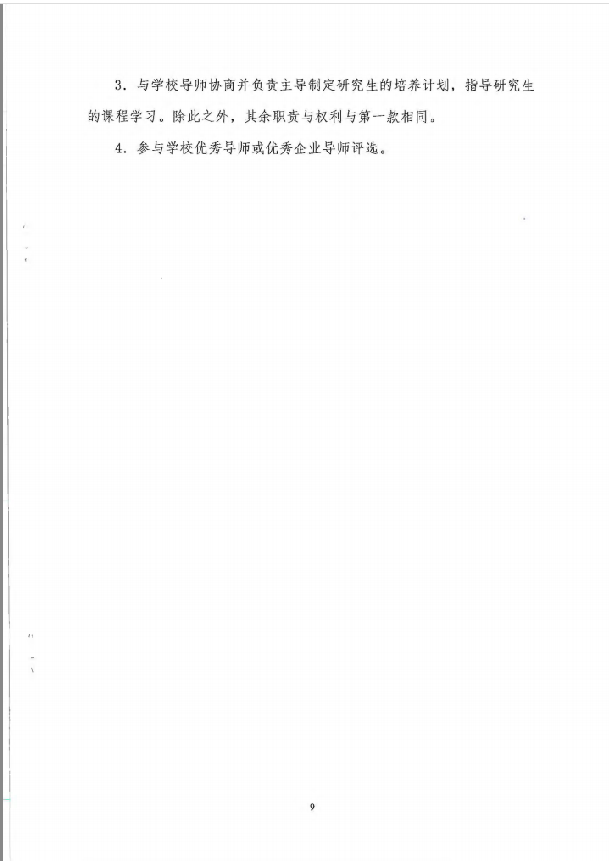 3. 与学校导师协商并负责主导制定研究生的培养计划，指导研究生
的课程学习。除此之外，其余职责与权利与第一款相同。
4. 参与学校优秀导师或优秀企业导师评选。
9